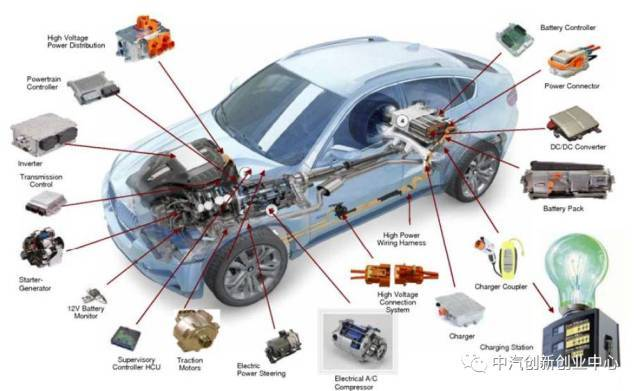 High Voltage
Power Distribution
Powertrain
Controller
Inverter
Transmission
Control
Starter-
Generator
12V Battery
Monitor
Supervisory
Controller HCU
Traction
Motors
Electric
Power Steering
Electrical A/C
Compressor
High Voltage
Connection
System
High Power
Wiring Harness
Battery Controller
Power Connector
DC/DC Converter
Battery Pack
Charger Coupler
Charger
Charging Station
中汽创新创业中心